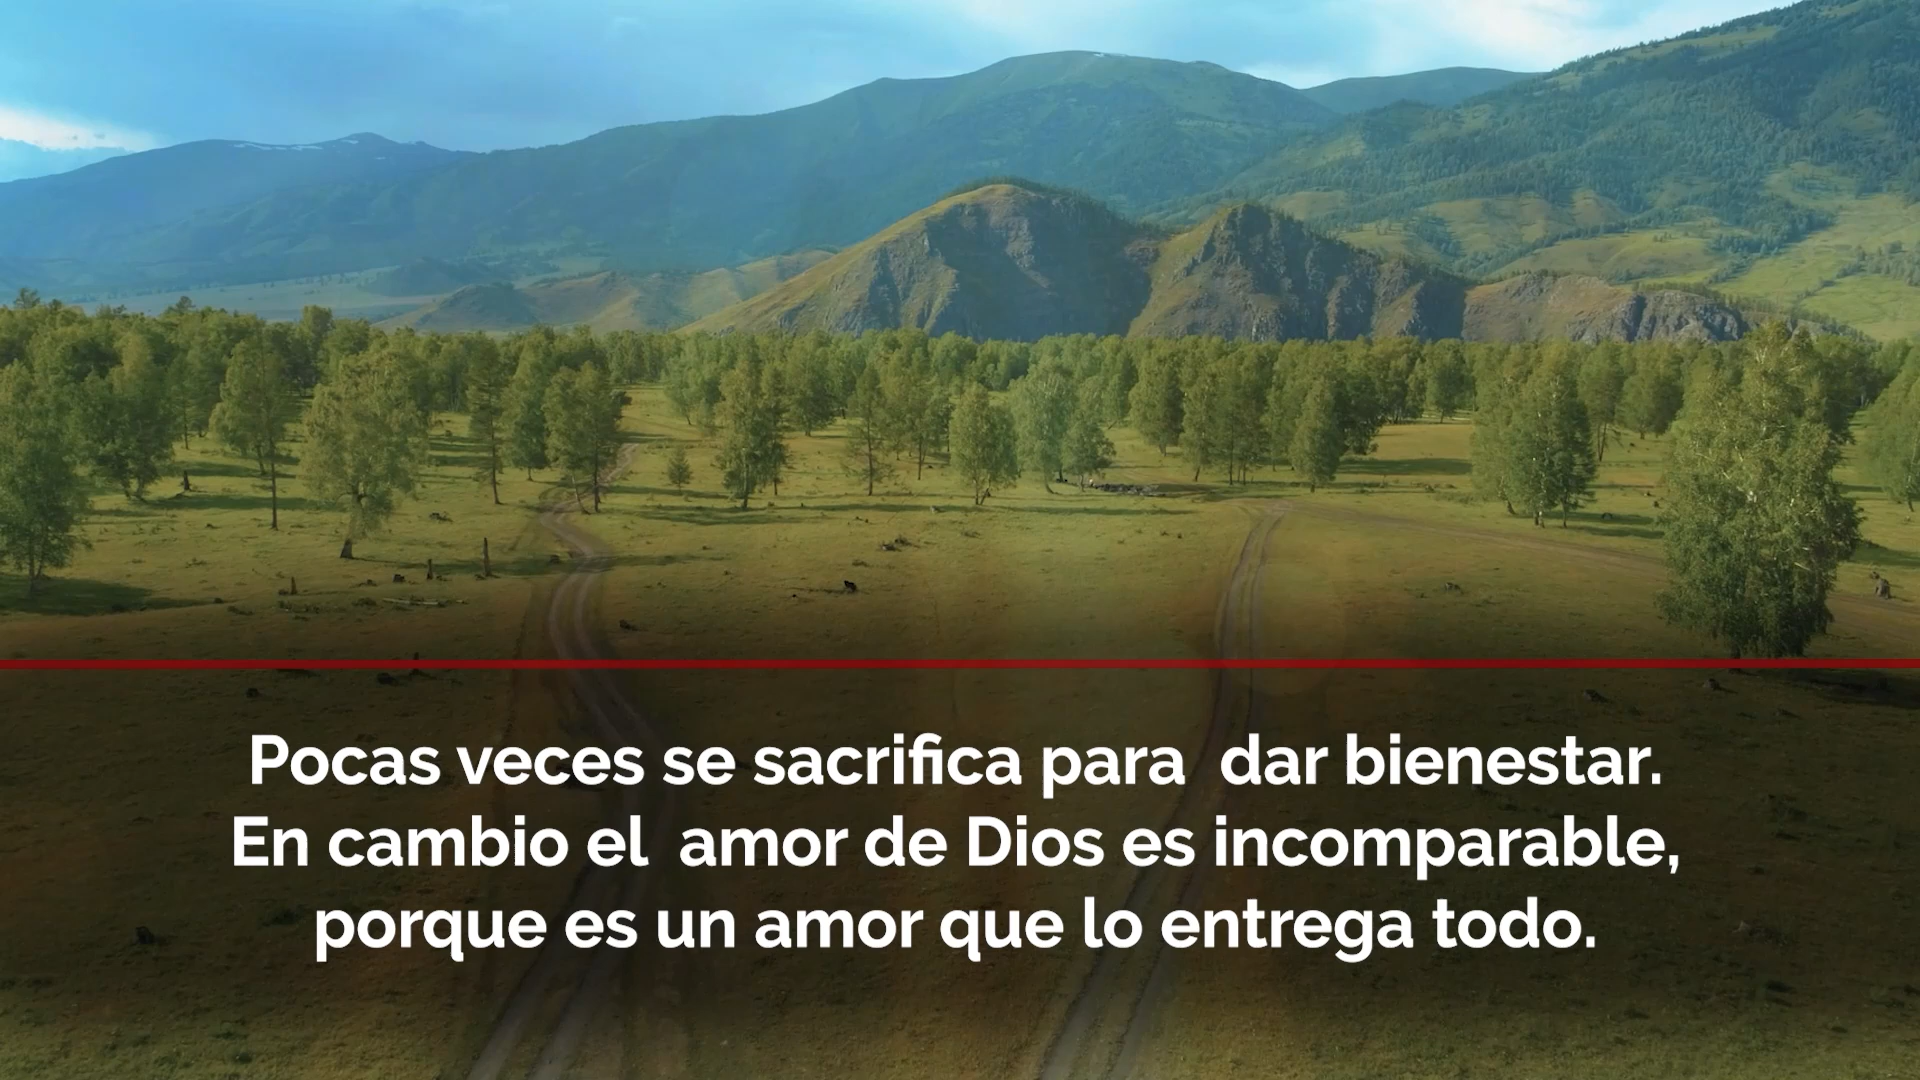 Pocas veces se sacrifica para  dar bienestar.
En cambio el  amor de Dios es incomparable,
porque es un amor que lo entrega todo.